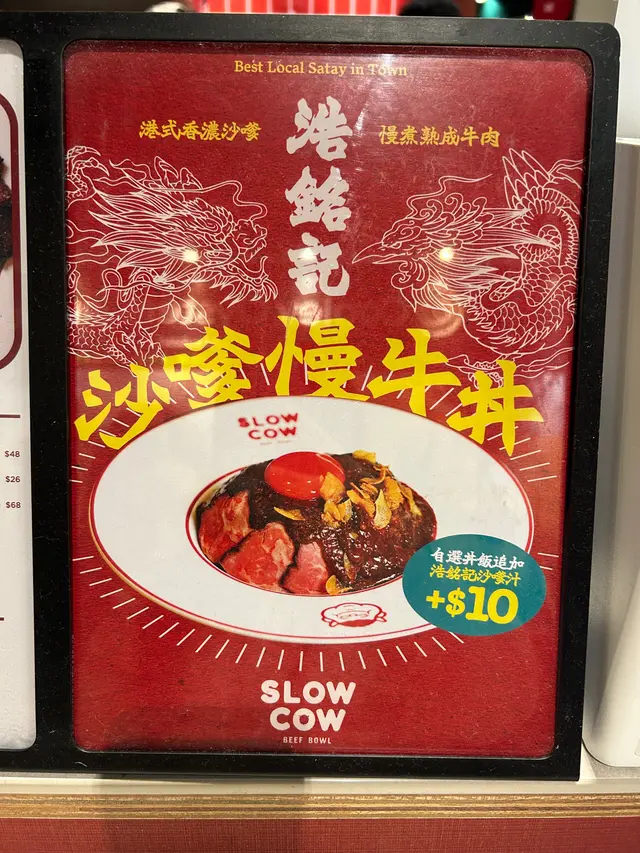 Best Local Satay in Town
港式香濃沙嗲
浩銘記
慢煮熟成牛肉
沙嗲慢牛丼
SLOW
COW
自選丼飯追加
浩銘記沙嗲汁
+$10
SLOW
COW
BEEF BOWL
$48
$26
$68